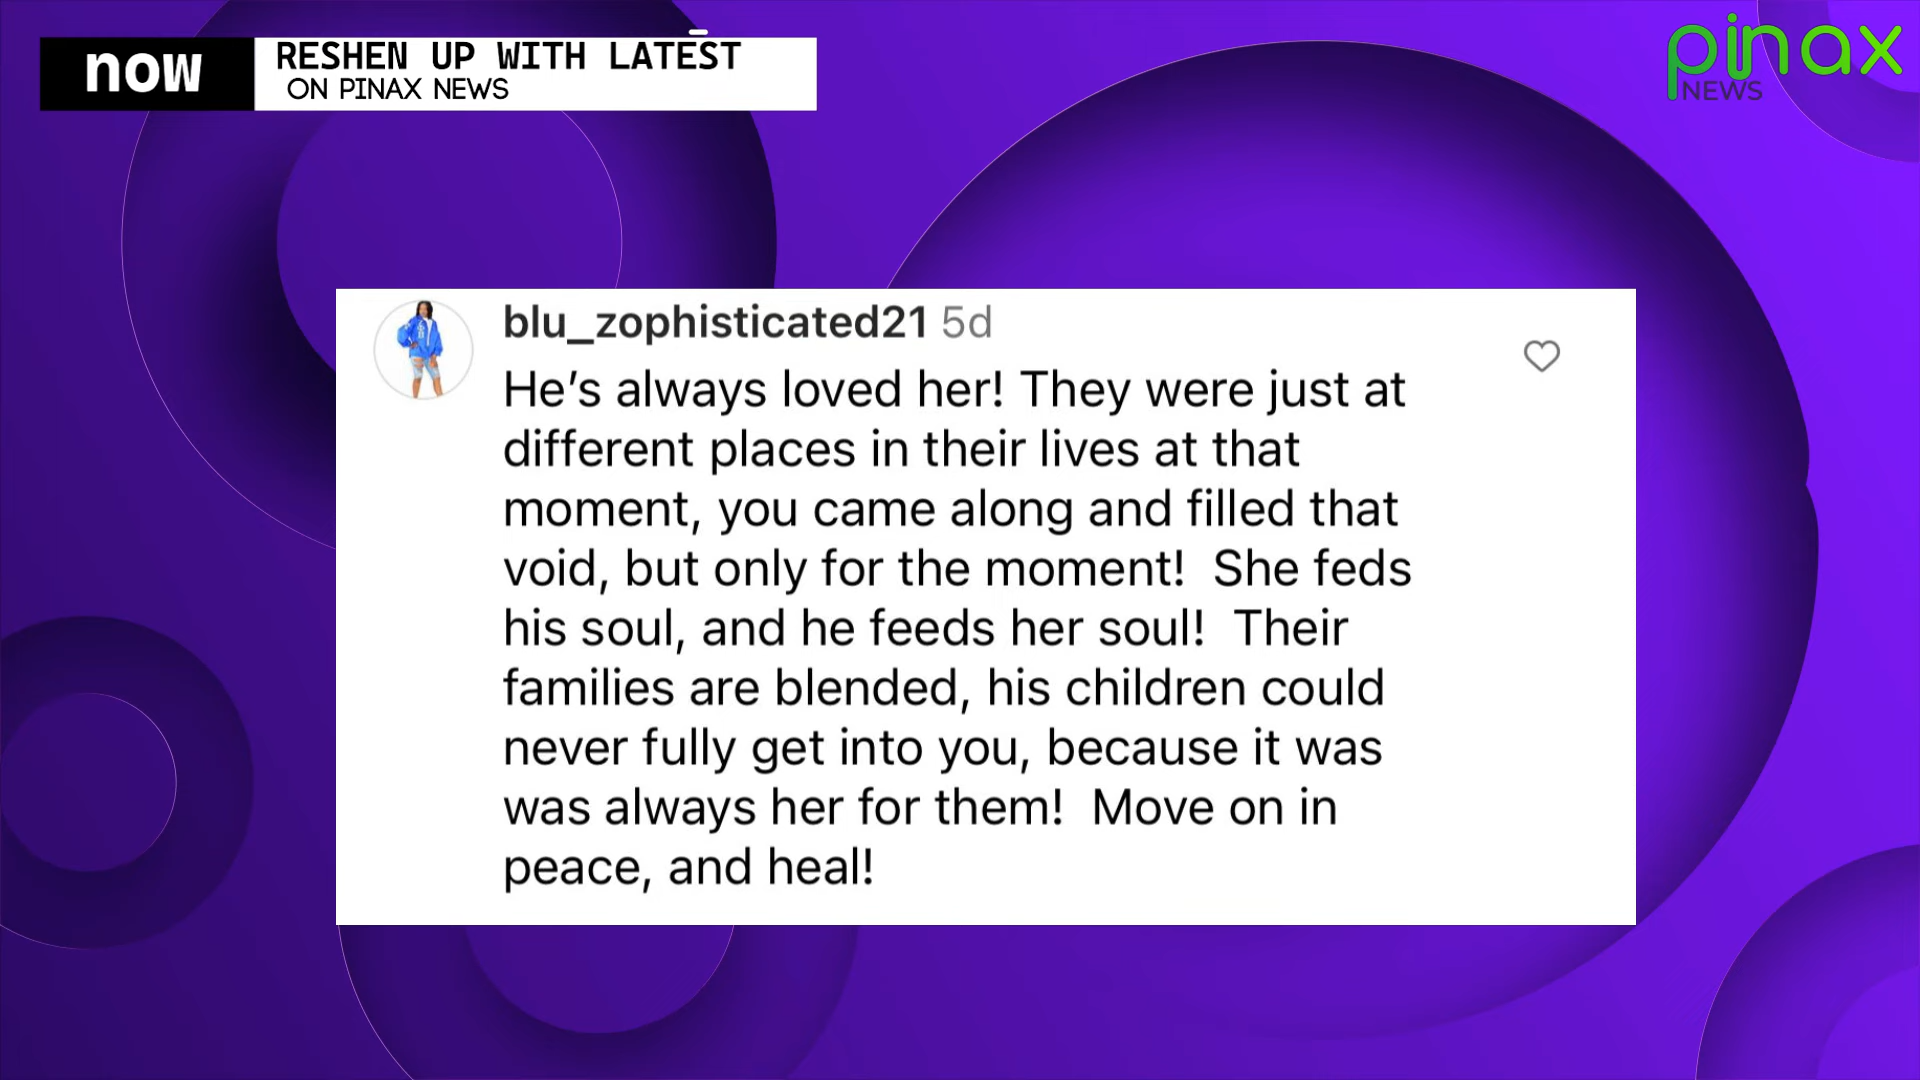 now
RESHEN UP WITH LATEST
ON PINAX NEWS
pinax
NEWS
blu_zophisticated21 5d
He’s always loved her! They were just at
different places in their lives at that
moment, you came along and filled that
void, but only for the moment!  She feds
his soul, and he feeds her soul!  Their
families are blended, his children could
never fully get into you, because it was
was always her for them!  Move on in
peace, and heal!